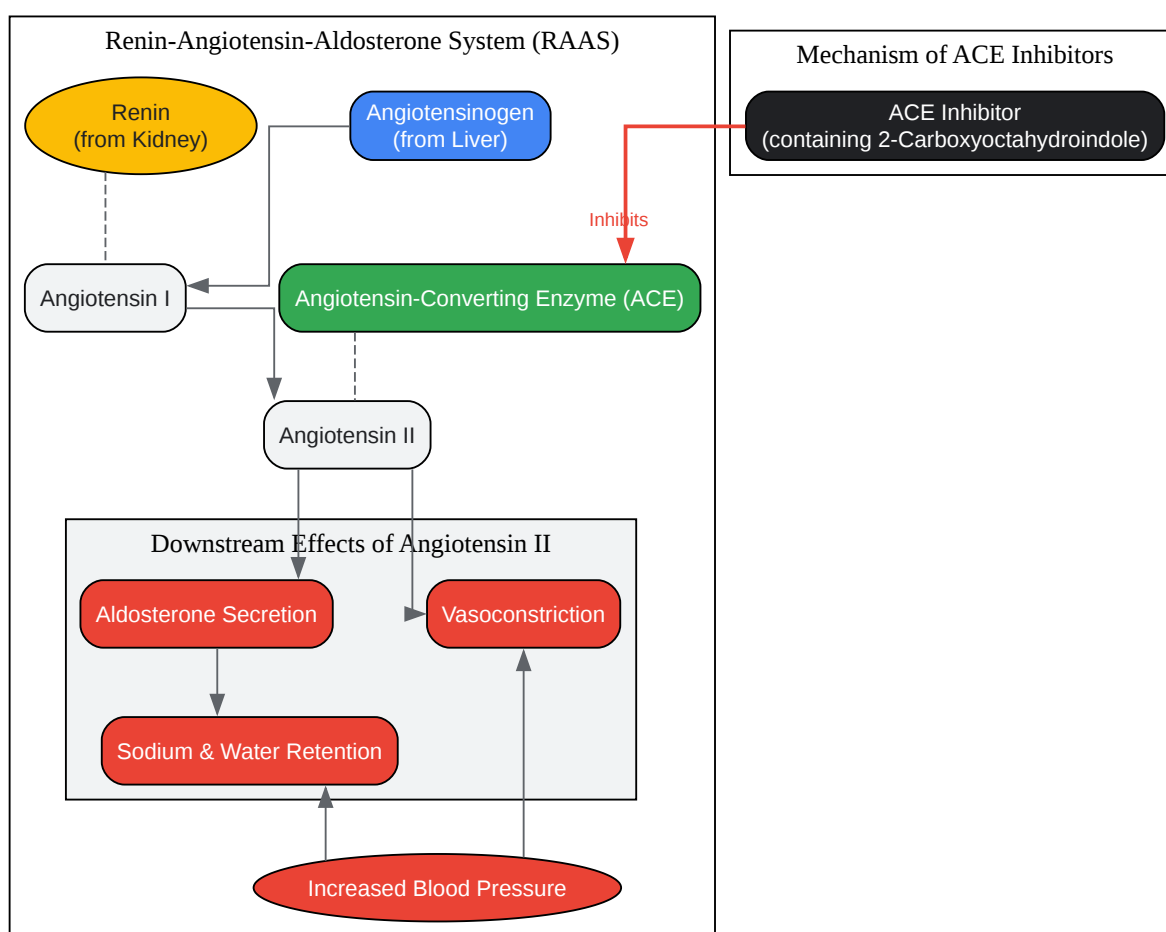 Renin-Angiotensin-Aldosterone System (RAAS)
Mechanism of ACE Inhibitors
Renin
(from Kidney)
Angiotensinogen
(from Liver)
ACE Inhibitor
(containing 2-Carboxyoctahydroindole)
Inhibits
Angiotensin I
Angiotensin-Converting Enzyme (ACE)
Angiotensin II
Downstream Effects of Angiotensin II
Aldosterone Secretion
Vasoconstriction
Sodium & Water Retention
Increased Blood Pressure